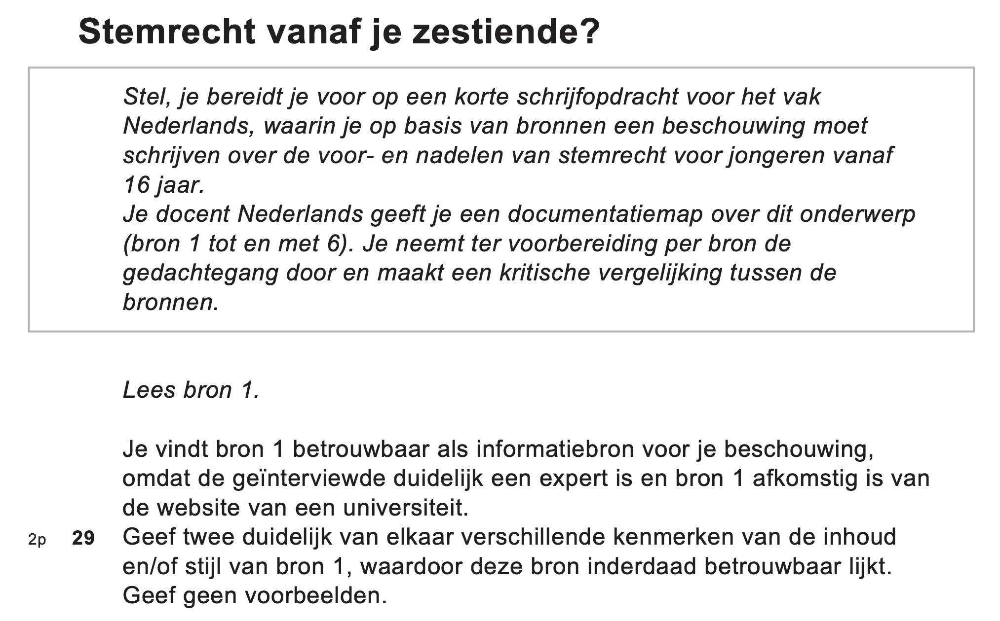 Stemrecht vanaf je zestiende?
Stel, je bereidt je voor op een korte schrijfopdracht voor het vak
Nederlands, waarin je op basis van bronnen een beschouwing moet
schrijven over de voor- en nadelen van stemrecht voor jongeren vanaf
16 jaar.
Je docent Nederlands geeft je een documentatiemap over dit onderwerp
(bron 1 tot en met 6). Je neemt ter voorbereiding per bron de
gedachtegang door en maakt een kritische vergelijking tussen de
bronnen.
Lees bron 1.
Je vindt bron 1 betrouwbaar als informatiebron voor je beschouwing,
omdat de geïnterviewde duidelijk een expert is en bron 1 afkomstig is van
de website van een universiteit.
2p 29 Geef twee duidelijk van elkaar verschillende kenmerken van de inhoud
en/of stijl van bron 1, waardoor deze bron inderdaad betrouwbaar lijkt.
Geef geen voorbeelden.